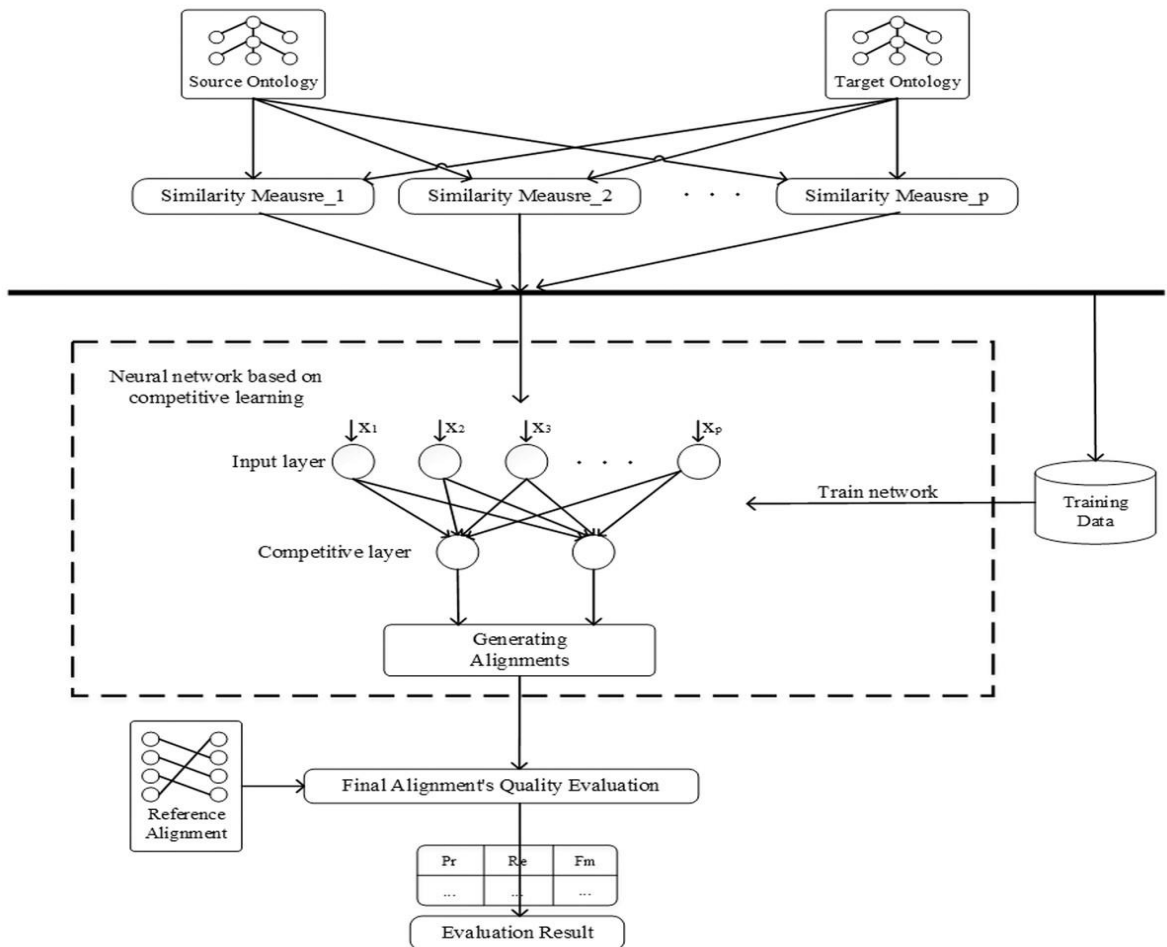 Source Ontology
Target Ontology
Similarity Meausre_1
Similarity Meausre_2
. . .
Similarity Meausre_p
Neural network based on
competitive learning
X₁
X₂
X₃
Xₚ
Input layer
. . .
Train network
Training
Data
Competitive layer
Generating
Alignments
Reference
Alignment
Final Alignment's Quality Evaluation
Pr Re Fm
... ... ...
Evaluation Result